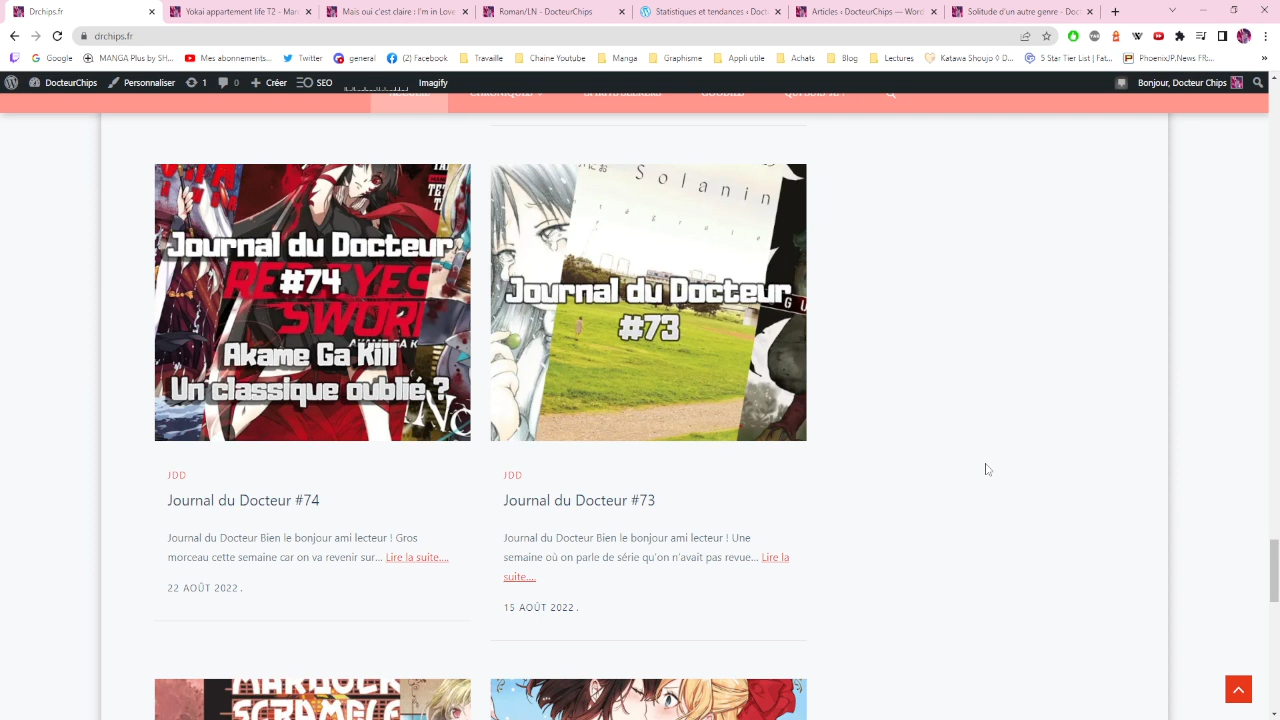 Drchips.fr
Yokai appartement life T2 - Man
Mais oui c'est claire : I'm in Love
Roman/LN - DocteurChips
Statistiques et tendances ‹ Doct
Articles ‹ DocteurChips — Word
Solitude d'un autre genre - Doc
drchips.fr
Google
MANGA Plus by SH...
Mes abonnements...
Twitter
general
(2) Facebook
Travaille
Chaine Youtube
Manga
Graphisme
Appli utile
Achats
Blog
Lectures
Katawa Shoujo ◊ D...
5 Star Tier List | Fat...
PhoenixJP.News FR:...
DocteurChips
Personnaliser
1
0
Créer
SEO
Imagify
Bonjour, Docteur Chips
Solanin
Journal du Docteur
#74
RED EYES
SWORD
AKAME GA K
Akame Ga Kill
Un classique oublié ?
Journal du Docteur
#73
JDD
Journal du Docteur #74
Journal du Docteur Bien le bonjour ami lecteur ! Gros
morceau cette semaine car on va revenir sur... Lire la suite....
22 AOÛT 2022 .
JDD
Journal du Docteur #73
Journal du Docteur Bien le bonjour ami lecteur ! Une
semaine où on parle de série qu'on n'avait pas revue... Lire la
suite....
15 AOÛT 2022 .
SCRAMBLE